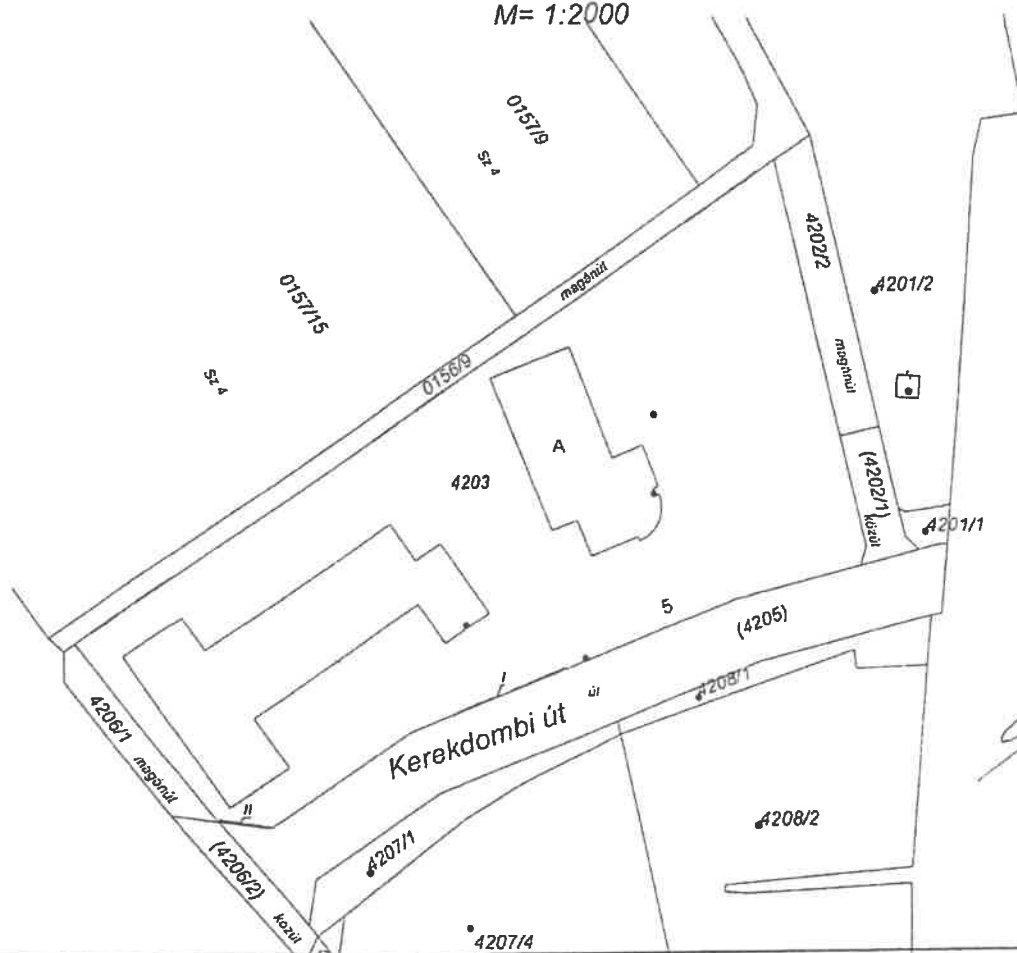 M= 1:2000
0157/9
Sz 4
0157/15
Sz 4
magánút
0156/9
4202/2
magánút
4201/2
A
4203
(4202/1)
közút
4201/1
5
(4205)
I
út
4208/1
Kerekdombi út
4206/1
magánút
II
(4206/2)
közút
4207/1
4208/2
4207/4